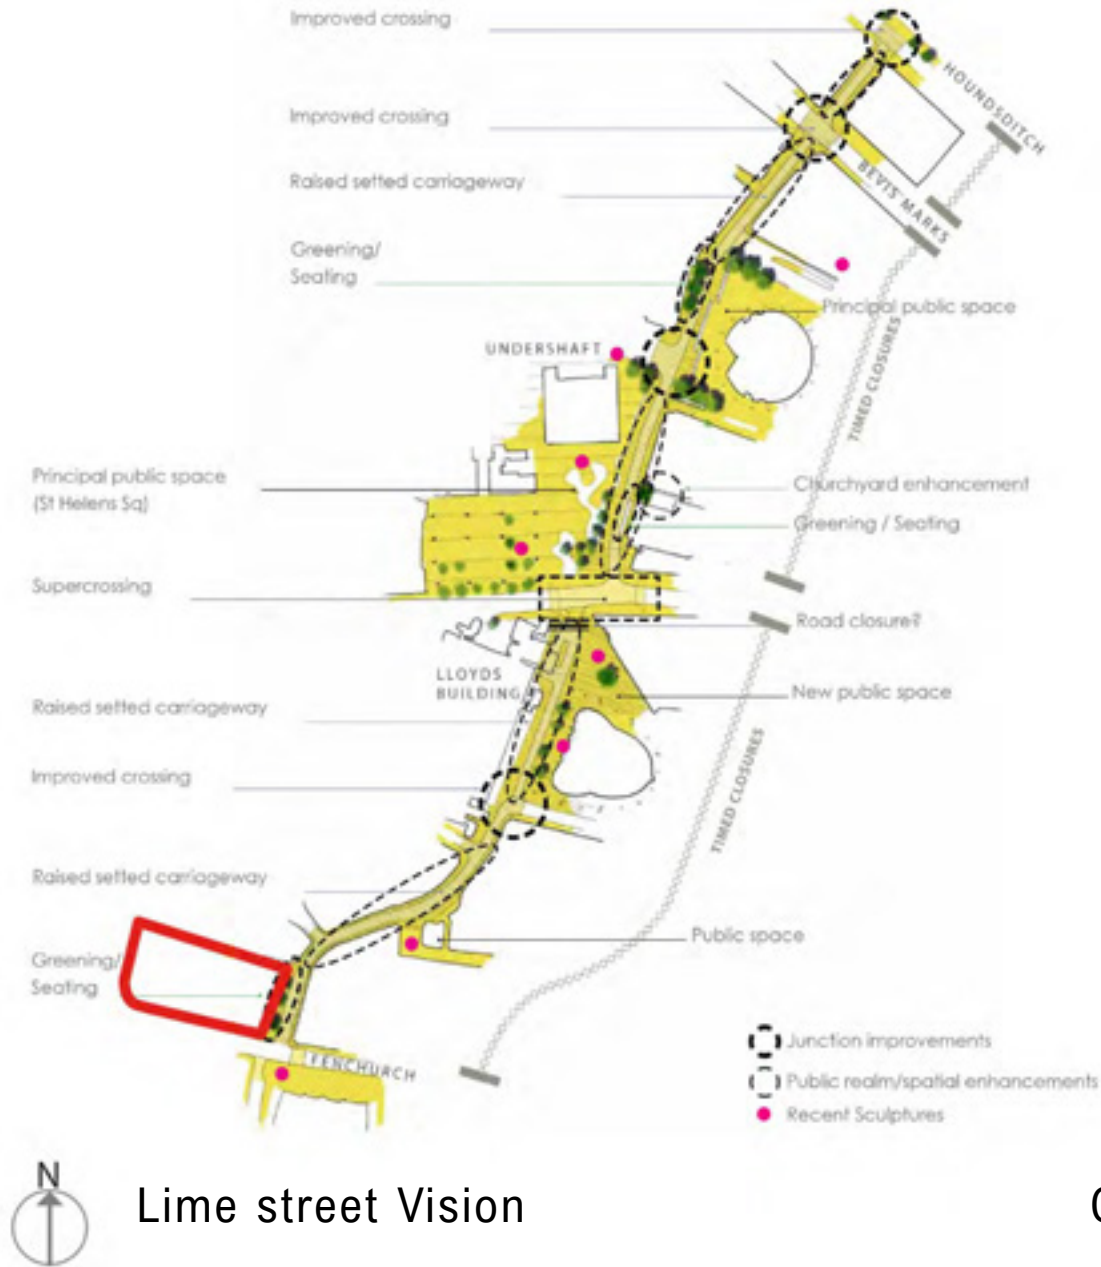 Improved crossing
HOUNDSDITCH
Improved crossing
BEVIS MARKS
Raised setted carriageway
Greening/
Seating
Principal public space
UNDERSHAFT
TIMED CLOSURES
Principal public space
(St Helens Sq)
Churchyard enhancement
Greening / Seating
Supercrossing
Road closure?
LLOYDS
BUILDING
New public space
Raised setted carriageway
Improved crossing
TIMED CLOSURES
Raised setted carriageway
Public space
Greening/
Seating
Junction improvements
FENCHURCH
Public realm/spatial enhancements
Recent Sculptures
N
Lime street Vision